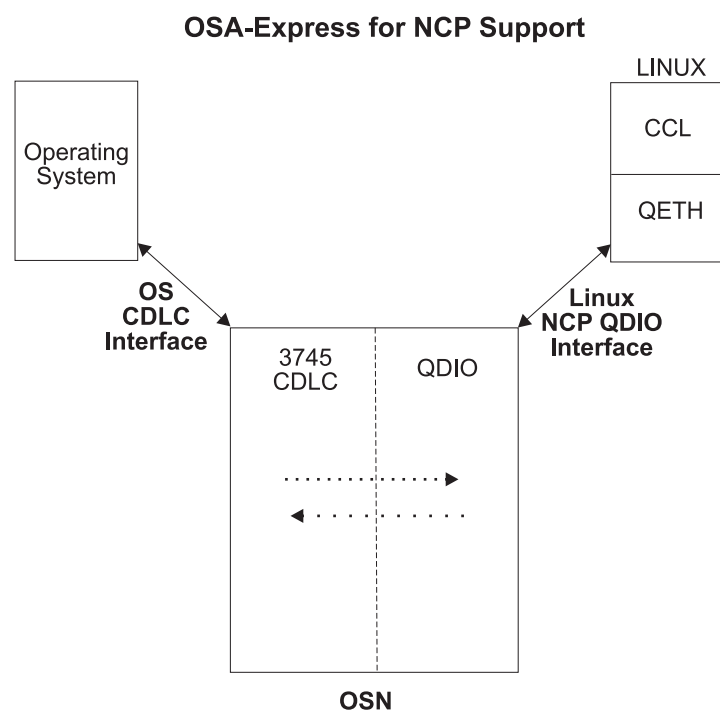 OSA-Express for NCP Support
LINUX
Operating
System
CCL
QETH
OS
CDLC
Interface
Linux
NCP QDIO
Interface
3745
CDLC
QDIO
OSN